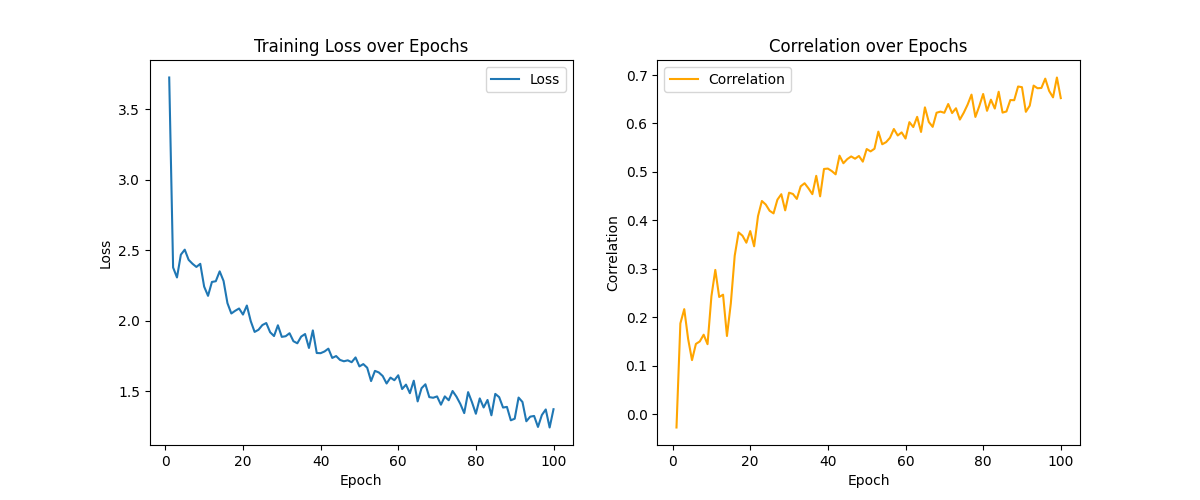 Training Loss over Epochs
Loss
3.5
3.0
2.5
2.0
1.5
Loss
0 20 40 60 80 100
Epoch
Correlation over Epochs
Correlation
0.7
0.6
0.5
0.4
0.3
0.2
0.1
0.0
Correlation
0 20 40 60 80 100
Epoch